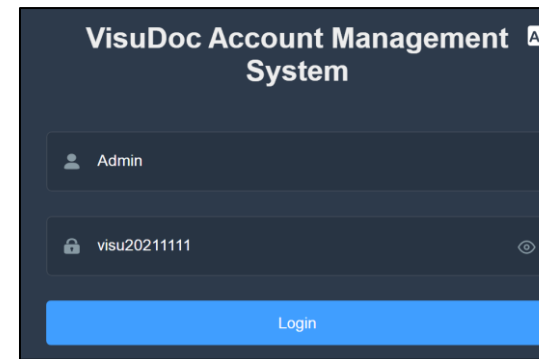 VisuDoc Account Management
System
Admin
visu20211111
Login